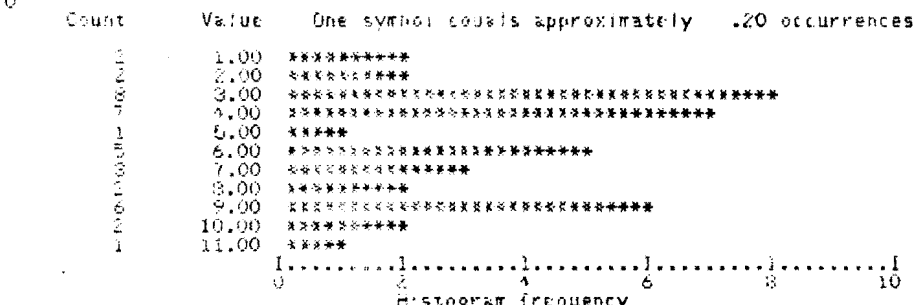 0
Count Value One symbol equals approximately .20 occurrences
2 1.00 **********
2 2.00 **********
8 3.00 ****************************************
7 4.00 ***********************************
1 5.00 *****
5 6.00 *************************
3 7.00 ***************
2 8.00 **********
6 9.00 ******************************
2 10.00 **********
1 11.00 *****
I.........I.........I.........I.........I.........I
0 2 4 6 8 10
Histogram frequency